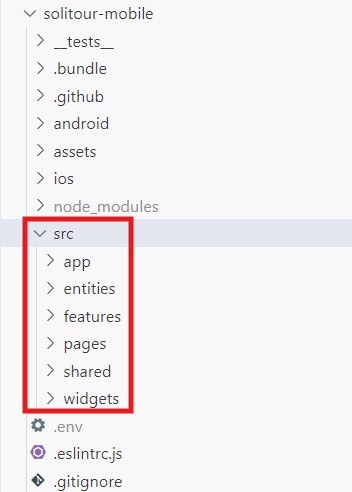 solitour-mobile
__tests__
.bundle
.github
android
assets
ios
node_modules
src
app
entities
features
pages
shared
widgets
.env
.eslintrc.js
.gitignore